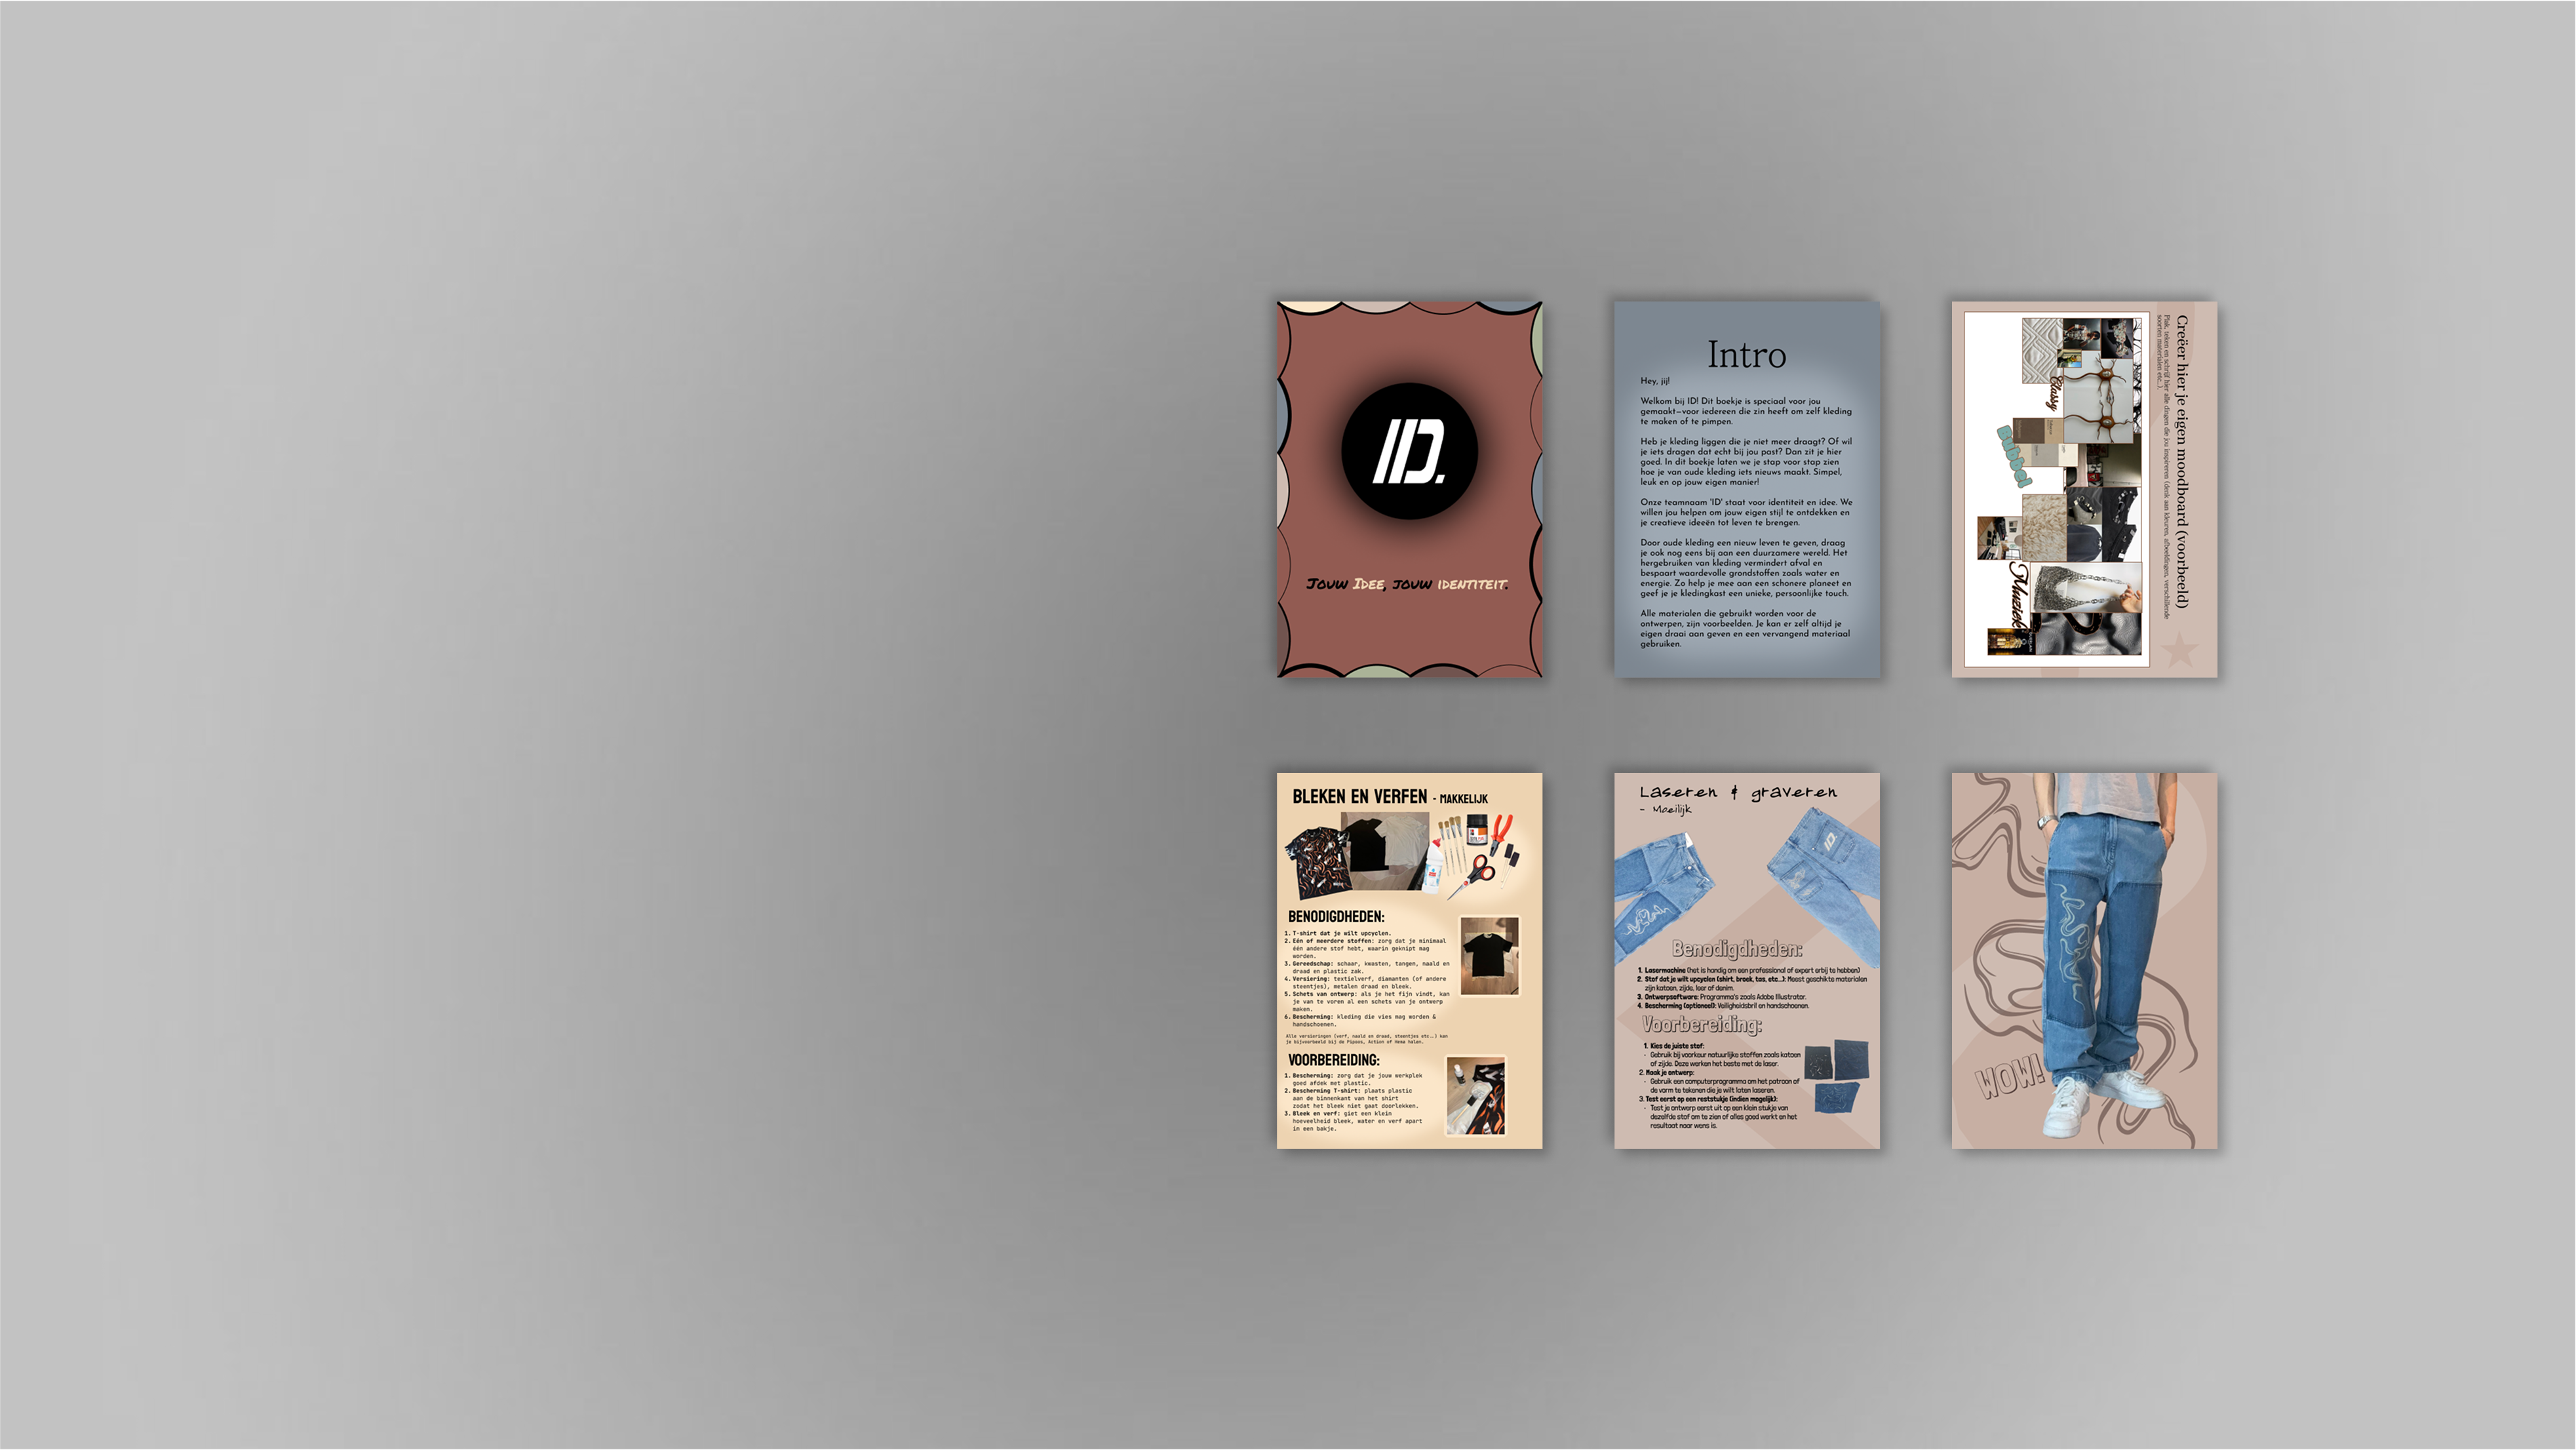 ID.
Jouw Idee, jouw identiteit.
Intro
Hey, jij!
Welkom bij ID! Dit boekje is speciaal voor jou
gemaakt—voor iedereen die zin heeft om zelf kleding
te maken of te pimpen.
Heb je kleding liggen die je niet meer draagt? Of wil
je iets dragen dat echt bij jou past? Dan zit je hier
goed. In dit boekje laten we je stap voor stap zien
hoe je van oude kleding iets nieuws maakt. Simpel,
leuk en op jouw eigen manier!
Onze teamnaam 'ID' staat voor identiteit en idee. We
willen jou helpen om jouw eigen stijl te ontdekken en
je creatieve ideeën tot leven te brengen.
Door oude kleding een nieuw leven te geven, draag
je ook nog eens bij aan een duurzamere wereld. Het
hergebruiken van kleding vermindert afval en
bespaart waardevolle grondstoffen zoals water en
energie. Zo help je mee aan een schonere planeet en
geef je je kledingkast een unieke, persoonlijke touch.
Alle materialen die gebruikt worden voor de
ontwerpen, zijn voorbeelden. Je kan er zelf altijd je
eigen draai aan geven en een vervangend materiaal
gebruiken.
Creëer hier je eigen moodboard (voorbeeld)
Plak, teken en schrijf hier alle dingen die jou inspireren (denk aan kleuren, afbeeldingen, verschillende
soorten materialen etc..).
Classy
Bubbel
Muziek
BLEKEN EN VERFEN - MAKKELIJK
BENODIGDHEDEN:
1. T-shirt dat je wilt upcyclen.
2. Eén of meerdere stoffen: zorg dat je minimaal
één andere stof hebt, waarin geknipt mag
worden.
3. Gereedschap: schaar, kwasten, tangen, naald en
draad en plastic zak.
4. Versiering: textielverf, diamanten (of andere
steentjes), metalen draad en bleek.
5. Schets van ontwerp: als je het fijn vindt, kan
je van te voren al een schets van je ontwerp
maken.
6. Bescherming: kleding die vies mag worden &
handschoenen.
Alle versieringen (verf, naald en draad, steentjes etc..) kan
je bijvoorbeeld bij de Pipoos, Action of Hema halen.
VOORBEREIDING:
1. Bescherming: zorg dat je jouw werkplek
goed afdek met plastic.
2. Bescherming T-shirt: plaats plastic
aan de binnenkant van het shirt
zodat het bleek niet gaat doorlekken.
3. Bleek en verf: giet een klein
hoeveelheid bleek, water en verf apart
in een bakje.
Laseren & graveren
- Moeilijk
ID.
Benodigdheden:
1. Lasermachine (het is handig om een professional of expert erbij te hebben)
2. Stof dat je wilt upcyclen (shirt, broek, tas, etc...): Meest geschikte materialen
zijn katoen, zijde, leer of denim.
3. Ontwerpsoftware: Programma's zoals Adobe Illustrator.
4. Bescherming (optioneel): Veiligheidsbril en handschoenen.
Voorbereiding:
1. Kies de juiste stof:
- Gebruik bij voorkeur natuurlijke stoffen zoals katoen
of zijde. Deze werken het beste met de laser.
2. Maak je ontwerp:
- Gebruik een computerprogramma om het patroon of
de vorm te tekenen die je wilt laten laseren.
3. Test eerst op een reststukje (indien mogelijk):
- Test je ontwerp eerst uit op een klein stukje van
dezelfde stof om te zien of alles goed werkt en het
resultaat naar wens is.
WOW!